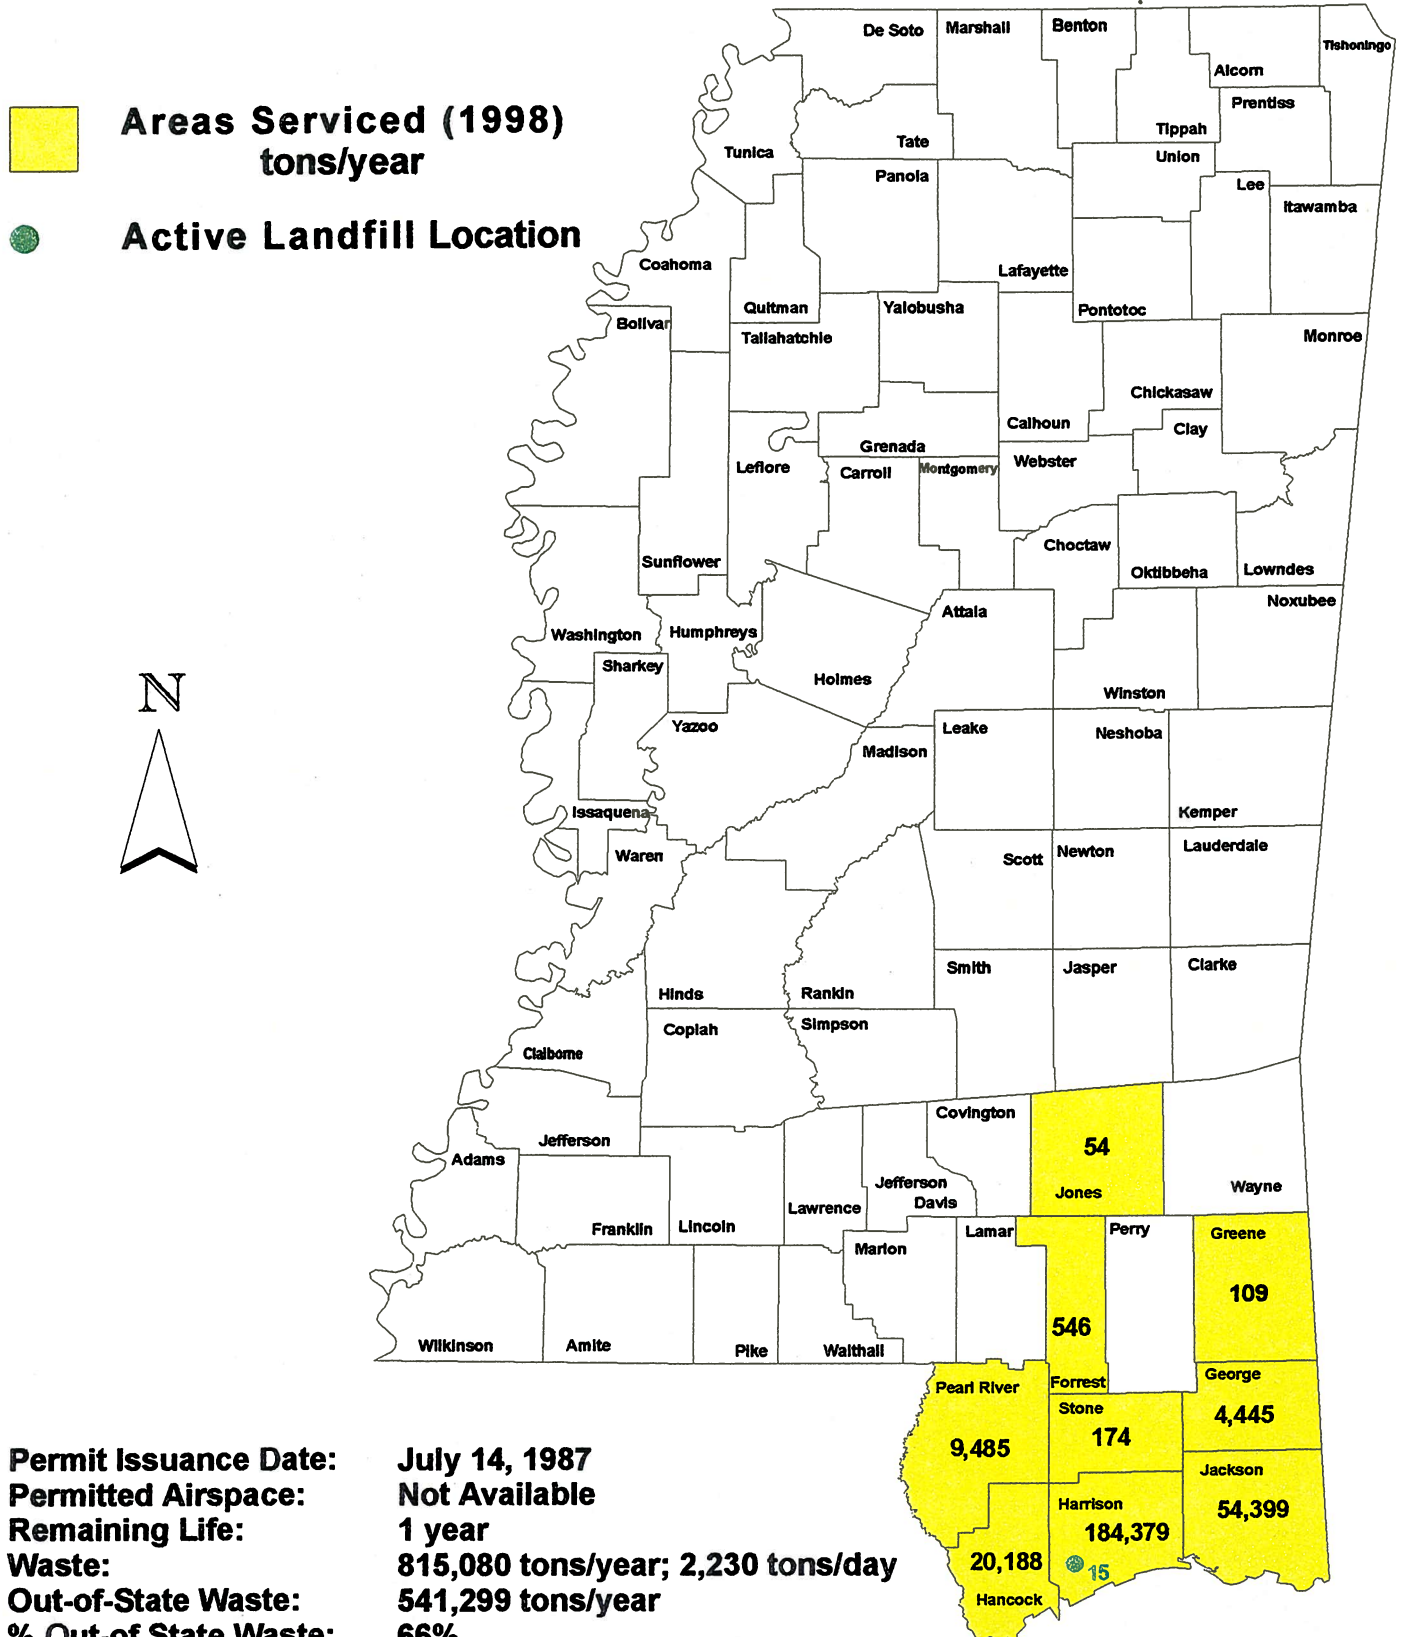 Areas Serviced (1998)
tons/year
Active Landfill Location
N
De Soto
Marshall
Benton
Tishomingo
Alcorn
Prentiss
Tippah
Tunica
Tate
Union
Panola
Lee
Itawamba
Coahoma
Lafayette
Quitman
Yalobusha
Pontotoc
Bolivar
Tallahatchie
Monroe
Chickasaw
Calhoun
Clay
Grenada
Leflore
Carroll
Montgomery
Webster
Choctaw
Sunflower
Oktibbeha
Lowndes
Noxubee
Attala
Washington
Humphreys
Sharkey
Holmes
Winston
Yazoo
Leake
Neshoba
Madison
Issaquena
Kemper
Waren
Scott
Newton
Lauderdale
Smith
Jasper
Clarke
Hinds
Rankin
Copiah
Simpson
Claiborne
Covington
Jefferson
54
Adams
Jefferson
Davis
Jones
Wayne
Lawrence
Franklin
Lincoln
Lamar
Perry
Greene
Marion
109
546
Wilkinson
Amite
Pike
Walthall
Forrest
George
Pearl River
Stone
4,445
174
9,485
Jackson
Harrison
54,399
184,379
20,188
15
Hancock
Permit Issuance Date: July 14, 1987
Permitted Airspace: Not Available
Remaining Life: 1 year
Waste: 815,080 tons/year; 2,230 tons/day
Out-of-State Waste: 541,299 tons/year
% Out-of State Waste: 66%